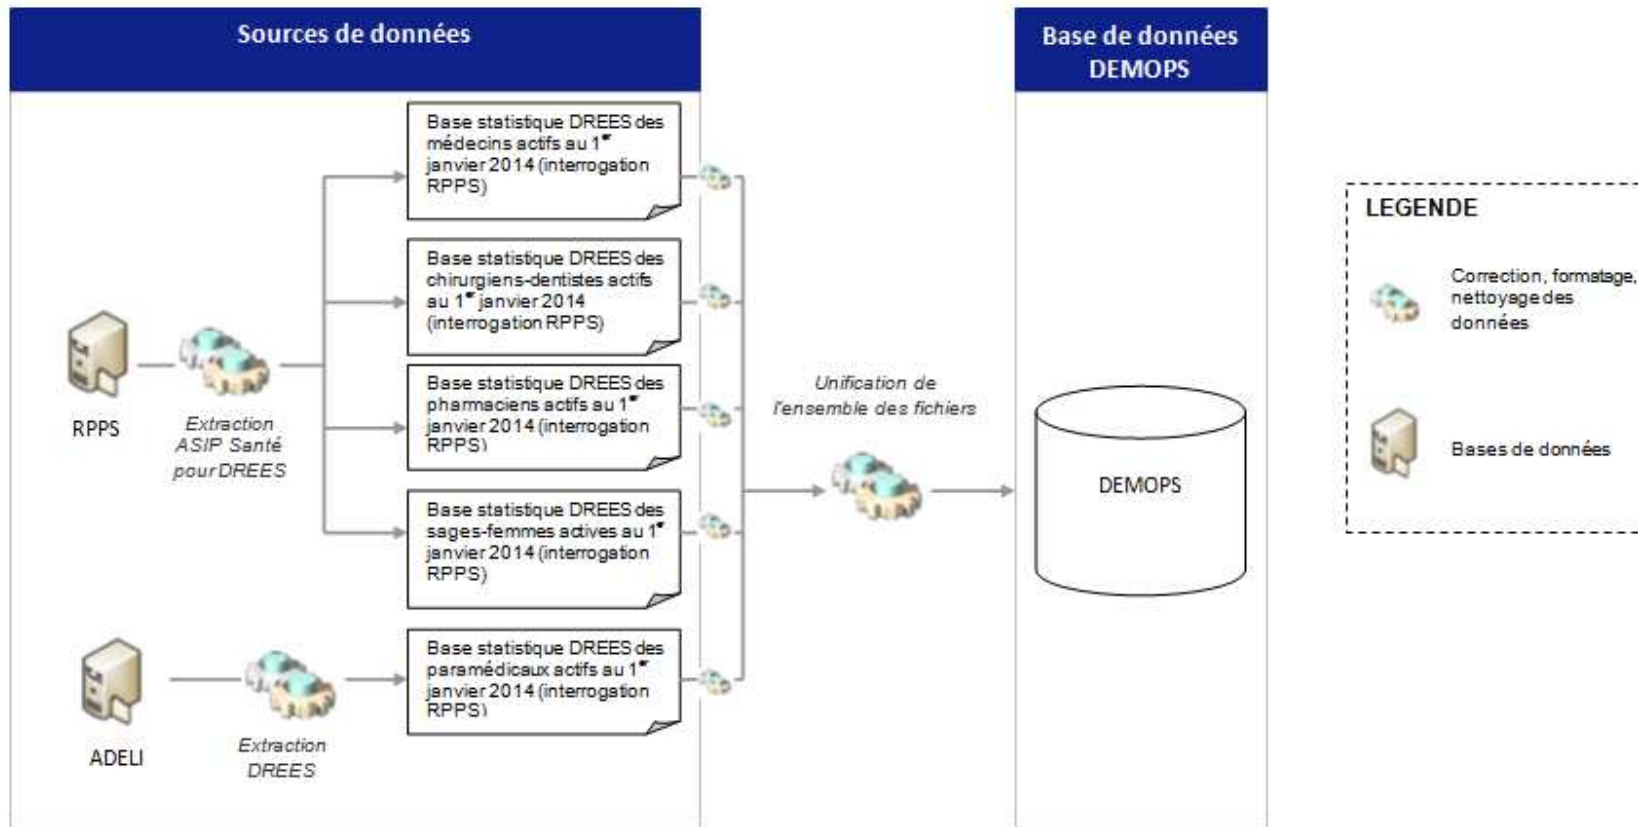 Sources de données
Base de données
DEMOPS
Base statistique DREES des
médecins actifs au 1er
janvier 2014 (interrogation
RPPS)
Base statistique DREES des
chirurgiens-dentistes actifs
au 1er janvier 2014
(interrogation RPPS)
Base statistique DREES des
pharmaciens actifs au 1er
janvier 2014 (interrogation
RPPS)
Base statistique DREES des
sages-femmes actives au 1er
janvier 2014 (interrogation
RPPS)
Base statistique DREES des
paramédicaux actifs au 1er
janvier 2014 (interrogation
RPPS)
RPPS
Extraction
ASIP Santé
pour DREES
ADELI
Extraction
DREES
Unification de
l'ensemble des fichiers
DEMOPS
LEGENDE
Correction, formatage,
nettoyage des
données
Bases de données